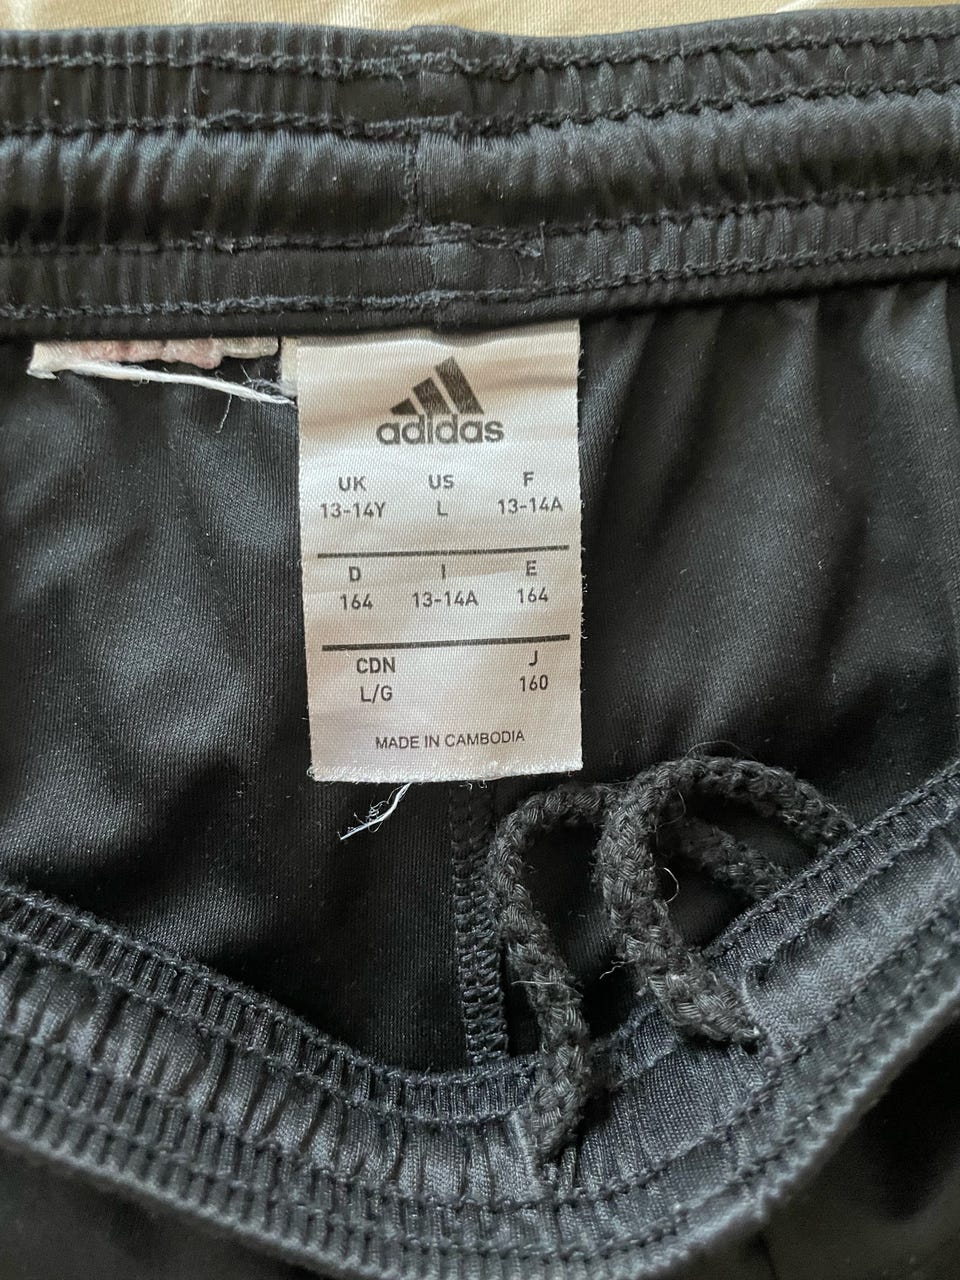 adidas
UK US F
13-14Y L 13-14A
D I E
164 13-14A 164
CDN J
L/G 160
MADE IN CAMBODIA